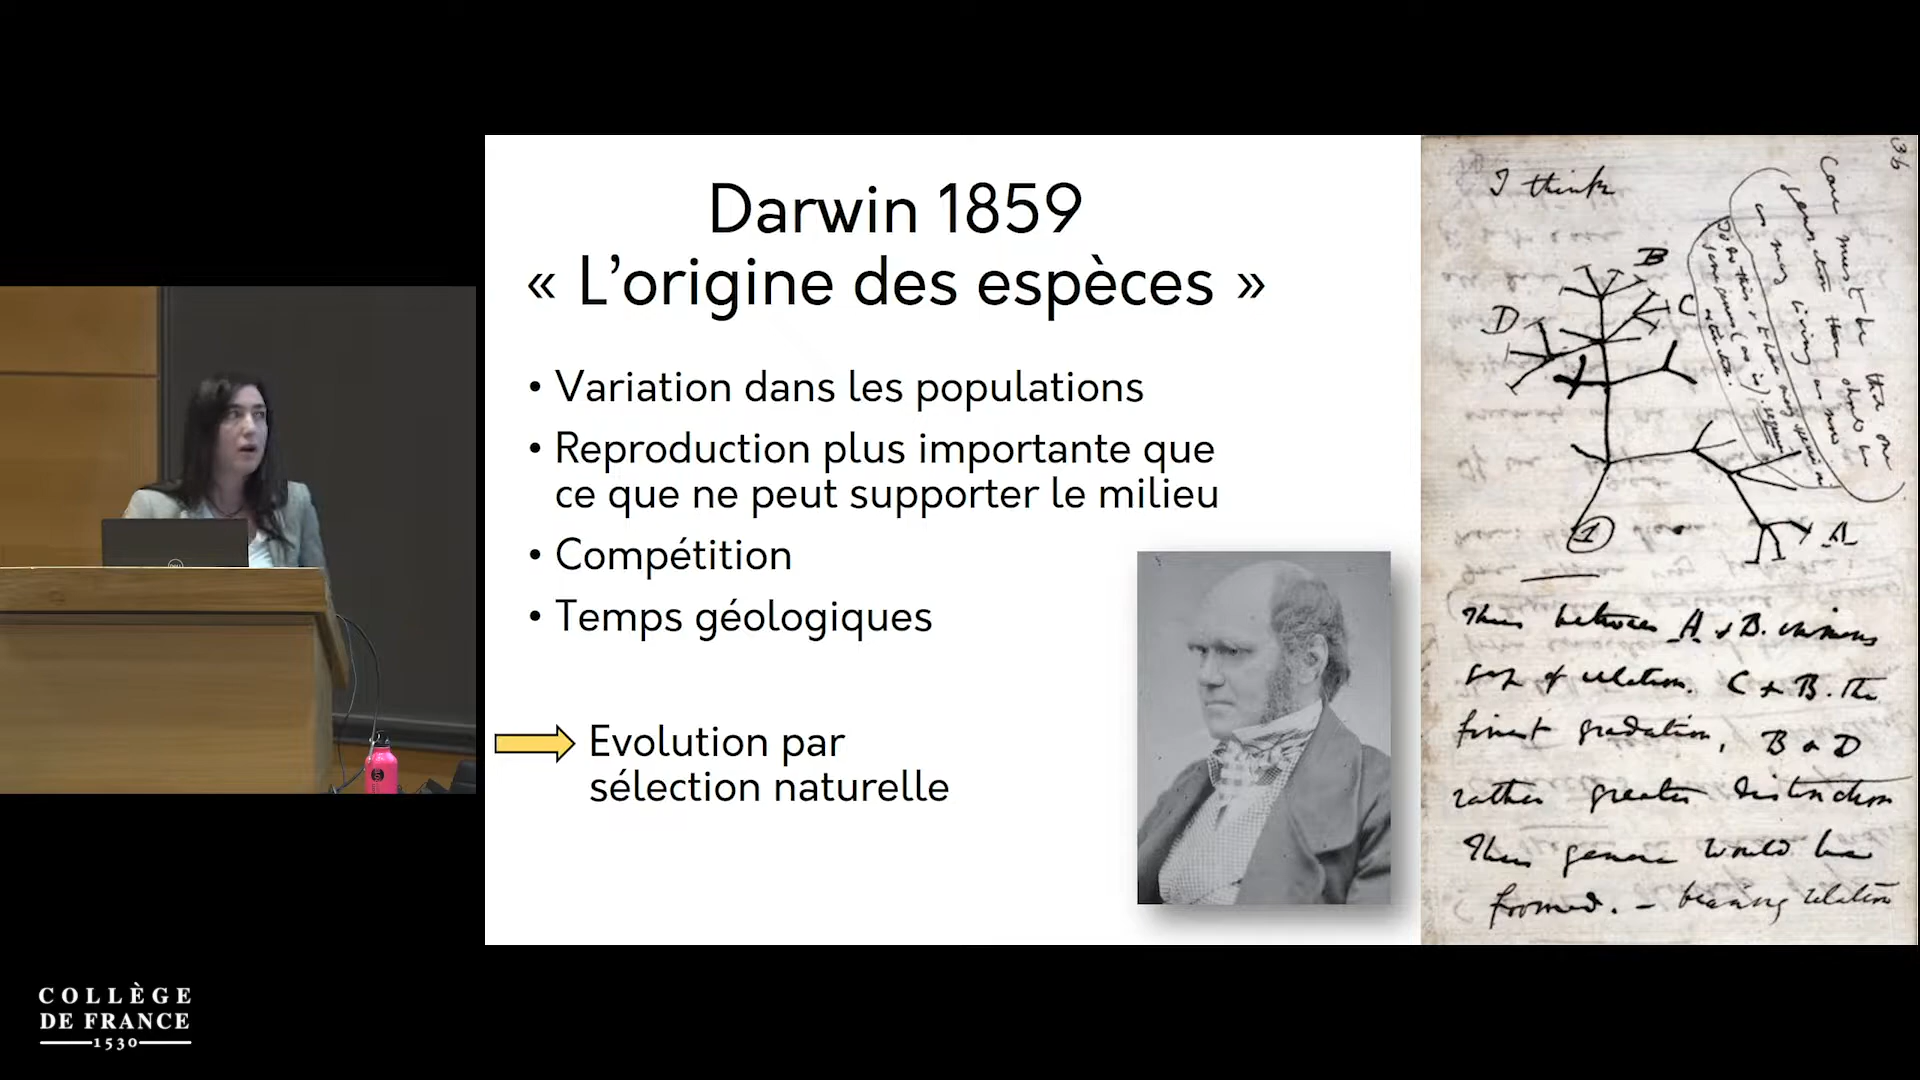 Darwin 1859
« L'origine des espèces »
• Variation dans les populations
• Reproduction plus importante que
ce que ne peut supporter le milieu
• Compétition
• Temps géologiques
Evolution par
sélection naturelle
36
I think
B
C
D
A
1
Thus between A & B. immense
gap of relation. C & B. the
finest gradation, B & D
rather greater distinction
Thus genera would be
formed. – bearing relation
COLLÈGE
DE FRANCE
1530